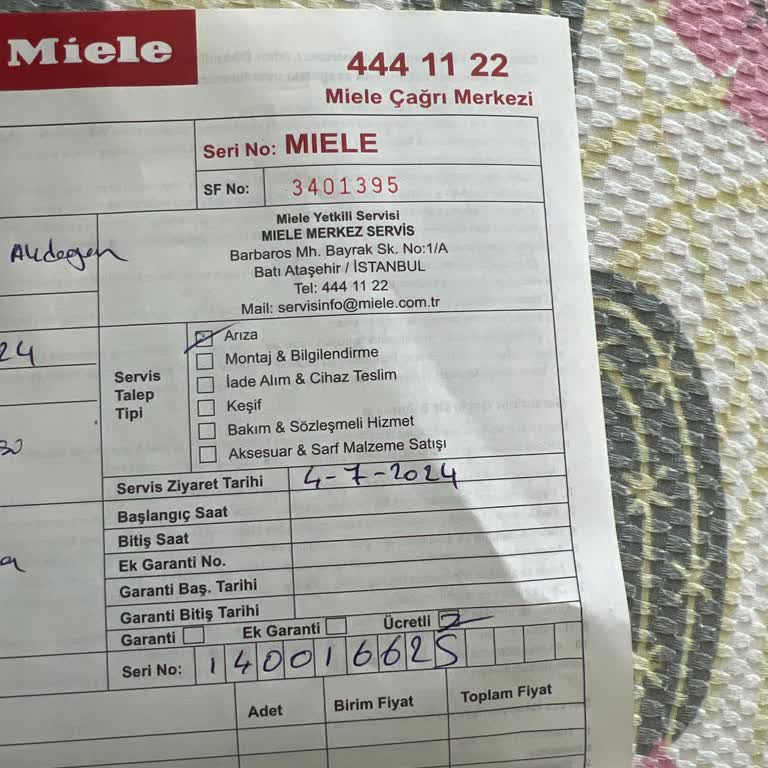 Miele
444 11 22
Miele Çağrı Merkezi
Seri No: MIELE
SF No: 3401395
Miele Yetkili Servisi
MIELE MERKEZ SERVİS
Barbaros Mh. Bayrak Sk. No:1/A
Batı Ataşehir / İSTANBUL
Tel: 444 11 22
Mail: servisinfo@miele.com.tr
Akdogan
24
Servis Talep Tipi
Arıza
Montaj & Bilgilendirme
İade Alım & Cihaz Teslim
Keşif
Bakım & Sözleşmeli Hizmet
Aksesuar & Sarf Malzeme Satışı
Servis Ziyaret Tarihi 4-7-2024
Başlangıç Saat
Bitiş Saat
Ek Garanti No.
Garanti Baş. Tarihi
Garanti Bitiş Tarihi
Garanti Ek Garanti Ücretli
Seri No: 140016625
Adet Birim Fiyat Toplam Fiyat